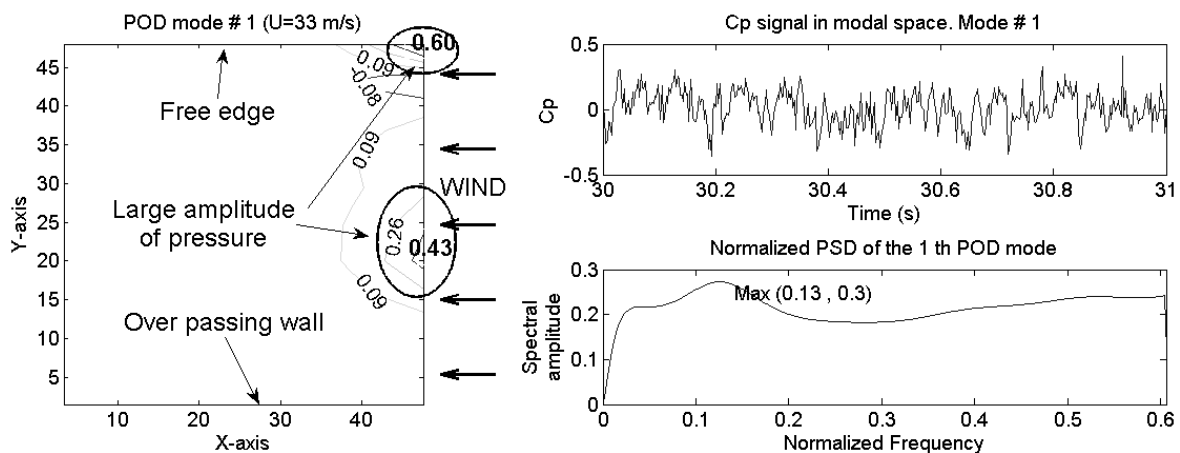 POD mode # 1 (U=33 m/s)
45
40
35
30
25
20
15
10
5
Y-axis
10
20
30
40
X-axis
0.60
0.09
-0.08
0.09
0.26
0.43
0.09
Free edge
WIND
Large amplitude
of pressure
Over passing wall
Cp signal in modal space. Mode # 1
0.5
0
-0.5
Cp
30
30.2
30.4
30.6
30.8
31
Time (s)
Normalized PSD of the 1 th POD mode
0.3
0.2
0.1
0
Spectral
amplitude
Max (0.13 , 0.3)
0
0.1
0.2
0.3
0.4
0.5
0.6
Normalized Frequency